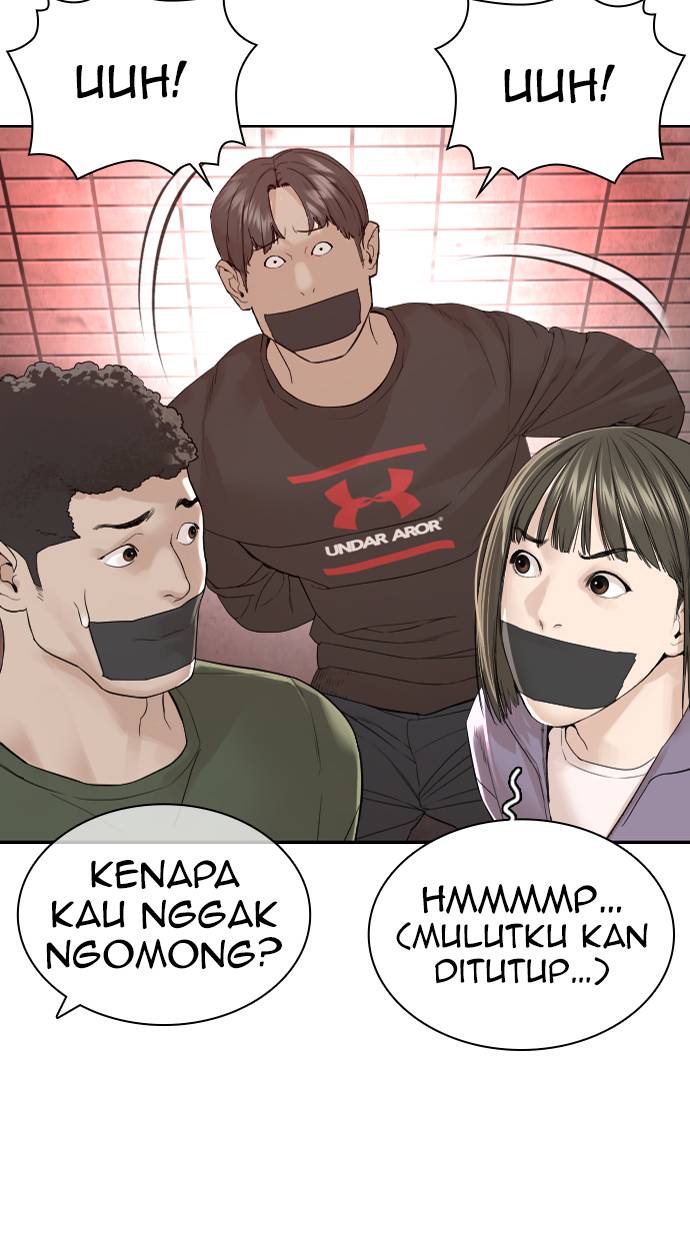 UUH!
UUH!
UNDAR AROR
KENAPA
KAU NGGAK
NGOMONG?
HMMMMP...
(MULUTKU KAN
DITUTUP...)